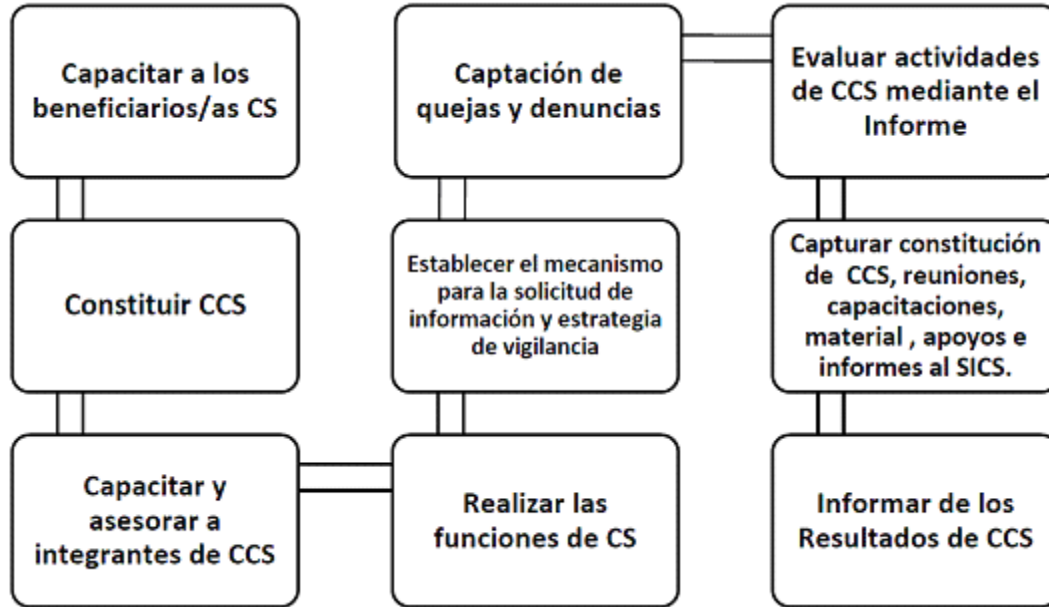 Capacitar a los
beneficiarios/as CS
Constituir CCS
Capacitar y
asesorar a
integrantes de CCS
Realizar las
funciones de CS
Establecer el mecanismo
para la solicitud de
información y estrategia
de vigilancia
Captación de
quejas y denuncias
Evaluar actividades
de CCS mediante el
Informe
Capturar constitución
de CCS, reuniones,
capacitaciones,
material , apoyos e
informes al SICS.
Informar de los
Resultados de CCS